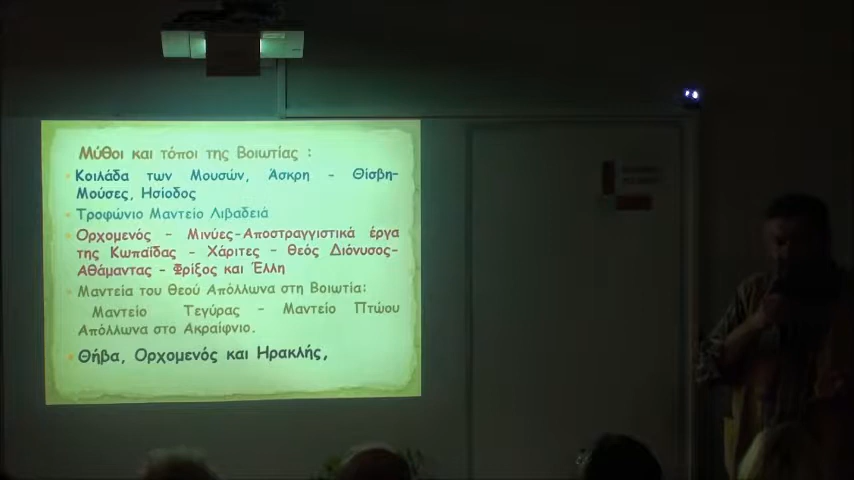 Μύθοι και τόποι της Βοιωτίας :
Κοιλάδα των Μουσών, Άσκρη - Θίσβη-
Μούσες, Ησίοδος
Τροφώνιο Μαντείο Λιβαδειά
Ορχομενός - Μινύες-Αποστραγγιστικά έργα
της Κωπαΐδας - Χάριτες - θεός Διόνυσος-
Αθάμαντας - Φρίξος και Έλλη
Μαντεία του Θεού Απόλλωνα στη Βοιωτία:
Μαντείο Τεγύρας - Μαντείο Πτώου
Απόλλωνα στο Ακραίφνιο.
Θήβα, Ορχομενός και Ηρακλής,